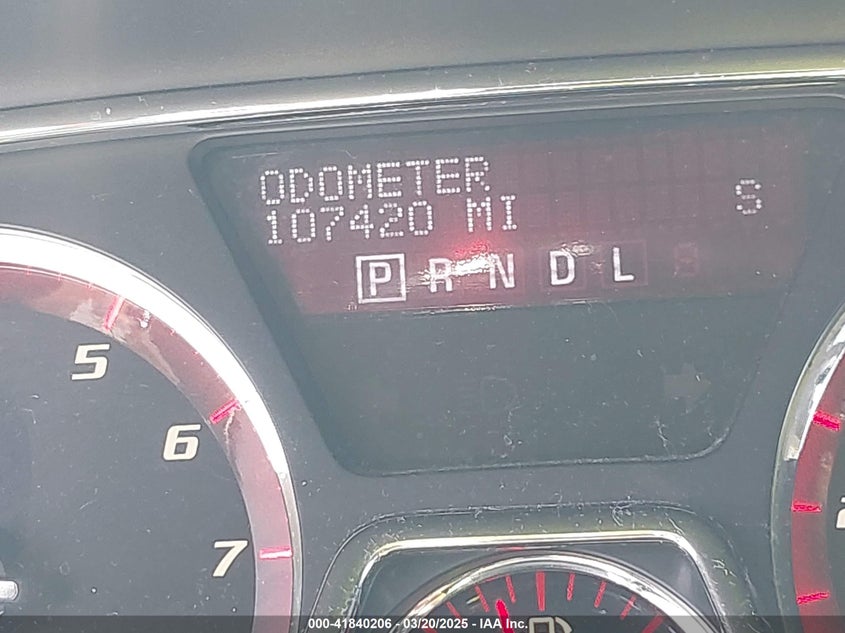 ODOMETER
107420 MI S
P R N D L
5
6
7
000-41840206 - 03/20/2025 - IAA Inc.